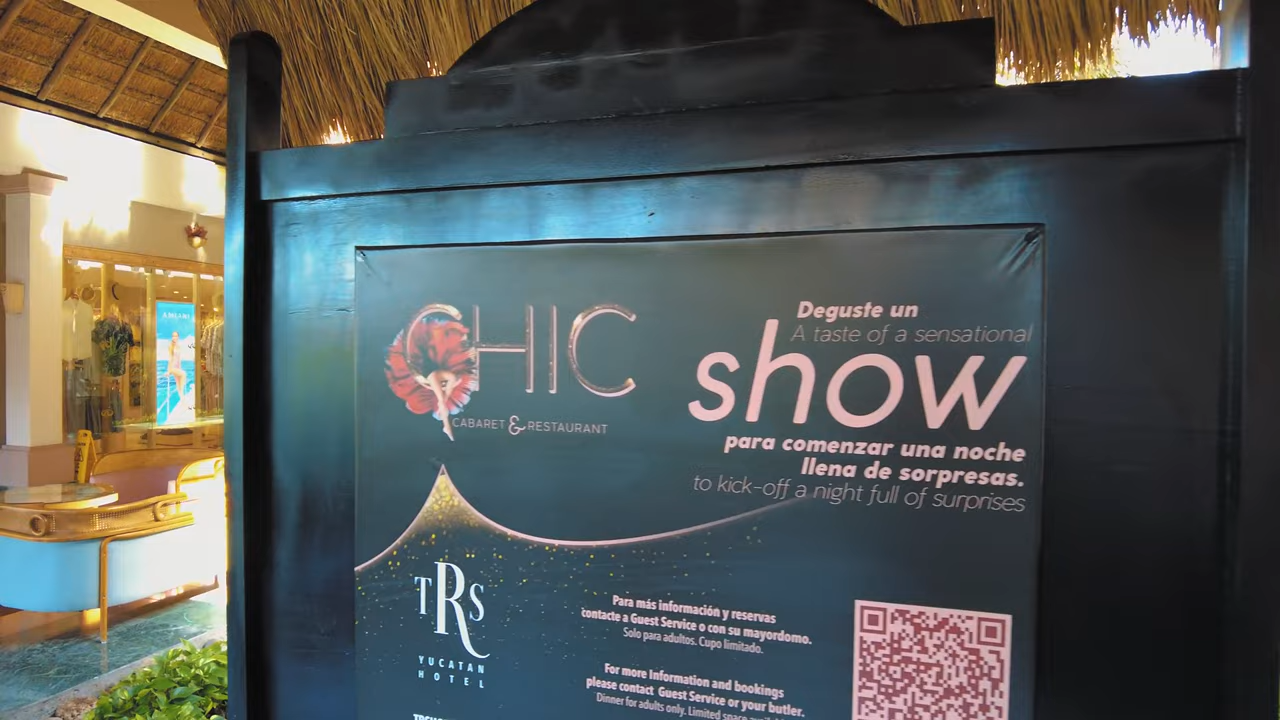 CHIC
CABARET & RESTAURANT
Deguste un
A taste of a sensational
show
para comenzar una noche
llena de sorpresas.
to kick-off a night full of surprises
TRS
YUCATAN
HOTEL
Para más información y reservas
contacte a Guest Service o con su mayordomo.
Solo para adultos. Cupo limitado.
For more Information and bookings
please contact Guest Service or your butler.
Dinner for adults only. Limited space